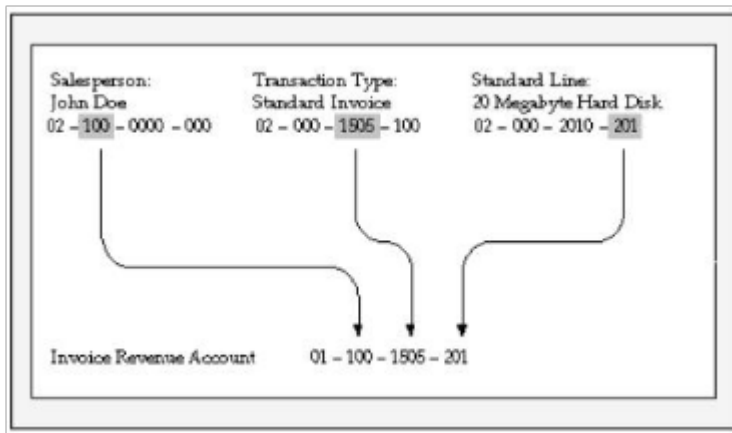 Salesperson:
John Doe
02 – 100 – 0000 – 000
Transaction Type:
Standard Invoice
02 – 000 – 1505 – 100
Standard Line:
20 Megabyte Hard Disk
02 – 000 – 2010 – 201
Invoice Revenue Account 01 – 100 – 1505 – 201